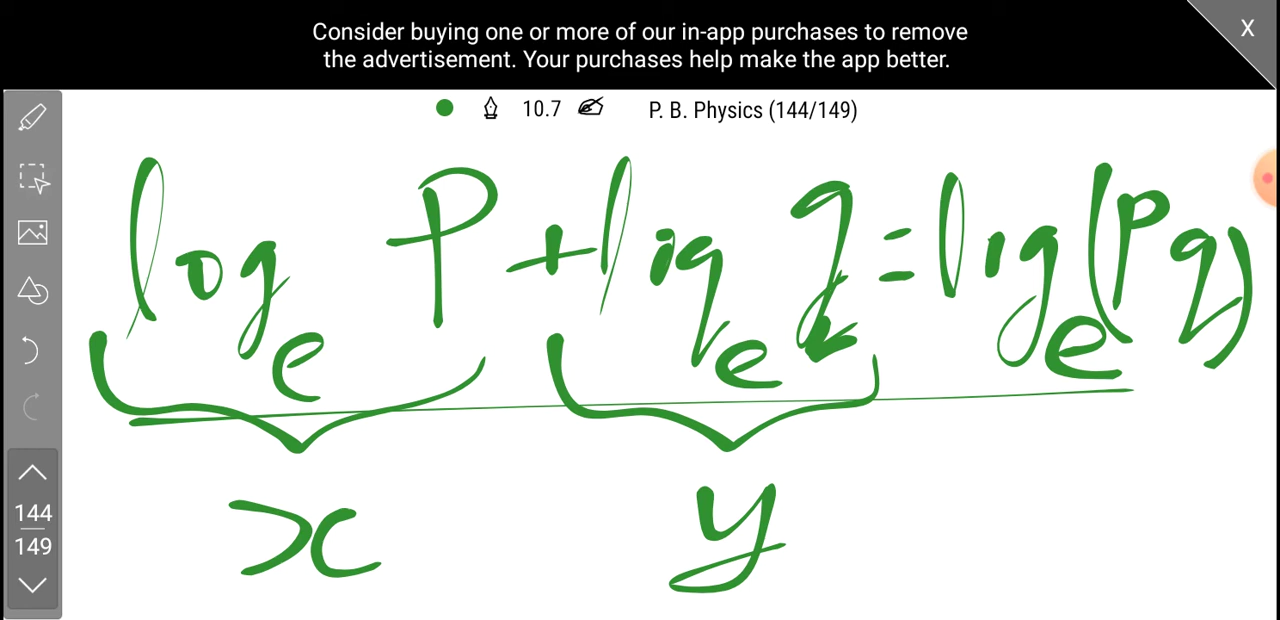 Consider buying one or more of our in-app purchases to remove
the advertisement. Your purchases help make the app better.
X
10.7 P. B. Physics (144/149)
log_e P + log_e q = log_e (Pq)
x y
144
149